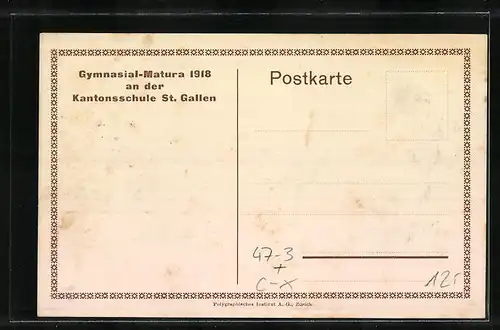 Gymnasial-Matura 1918
an der
Kantonsschule St. Gallen
Postkarte
47-3
+
C-X
12.-
Polygraphisches Institut A.-G., Zürich